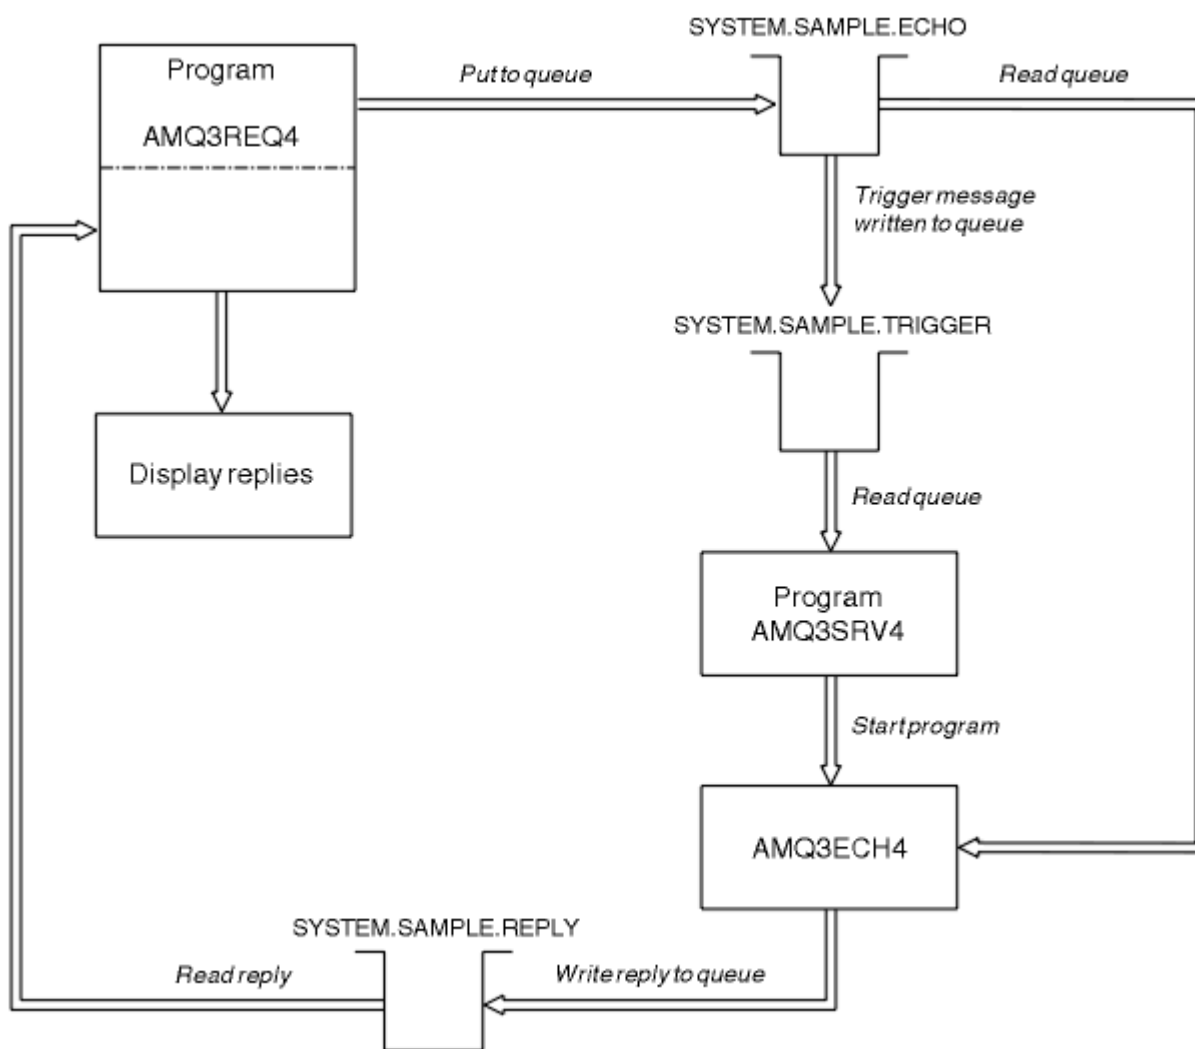 SYSTEM.SAMPLE.ECHO
Program
AMQ3REQ4
Put to queue
Read queue
Trigger message
written to queue
SYSTEM.SAMPLE.TRIGGER
Display replies
Read queue
Program
AMQ3SRV4
Start program
AMQ3ECH4
SYSTEM.SAMPLE.REPLY
Read reply
Write reply to queue